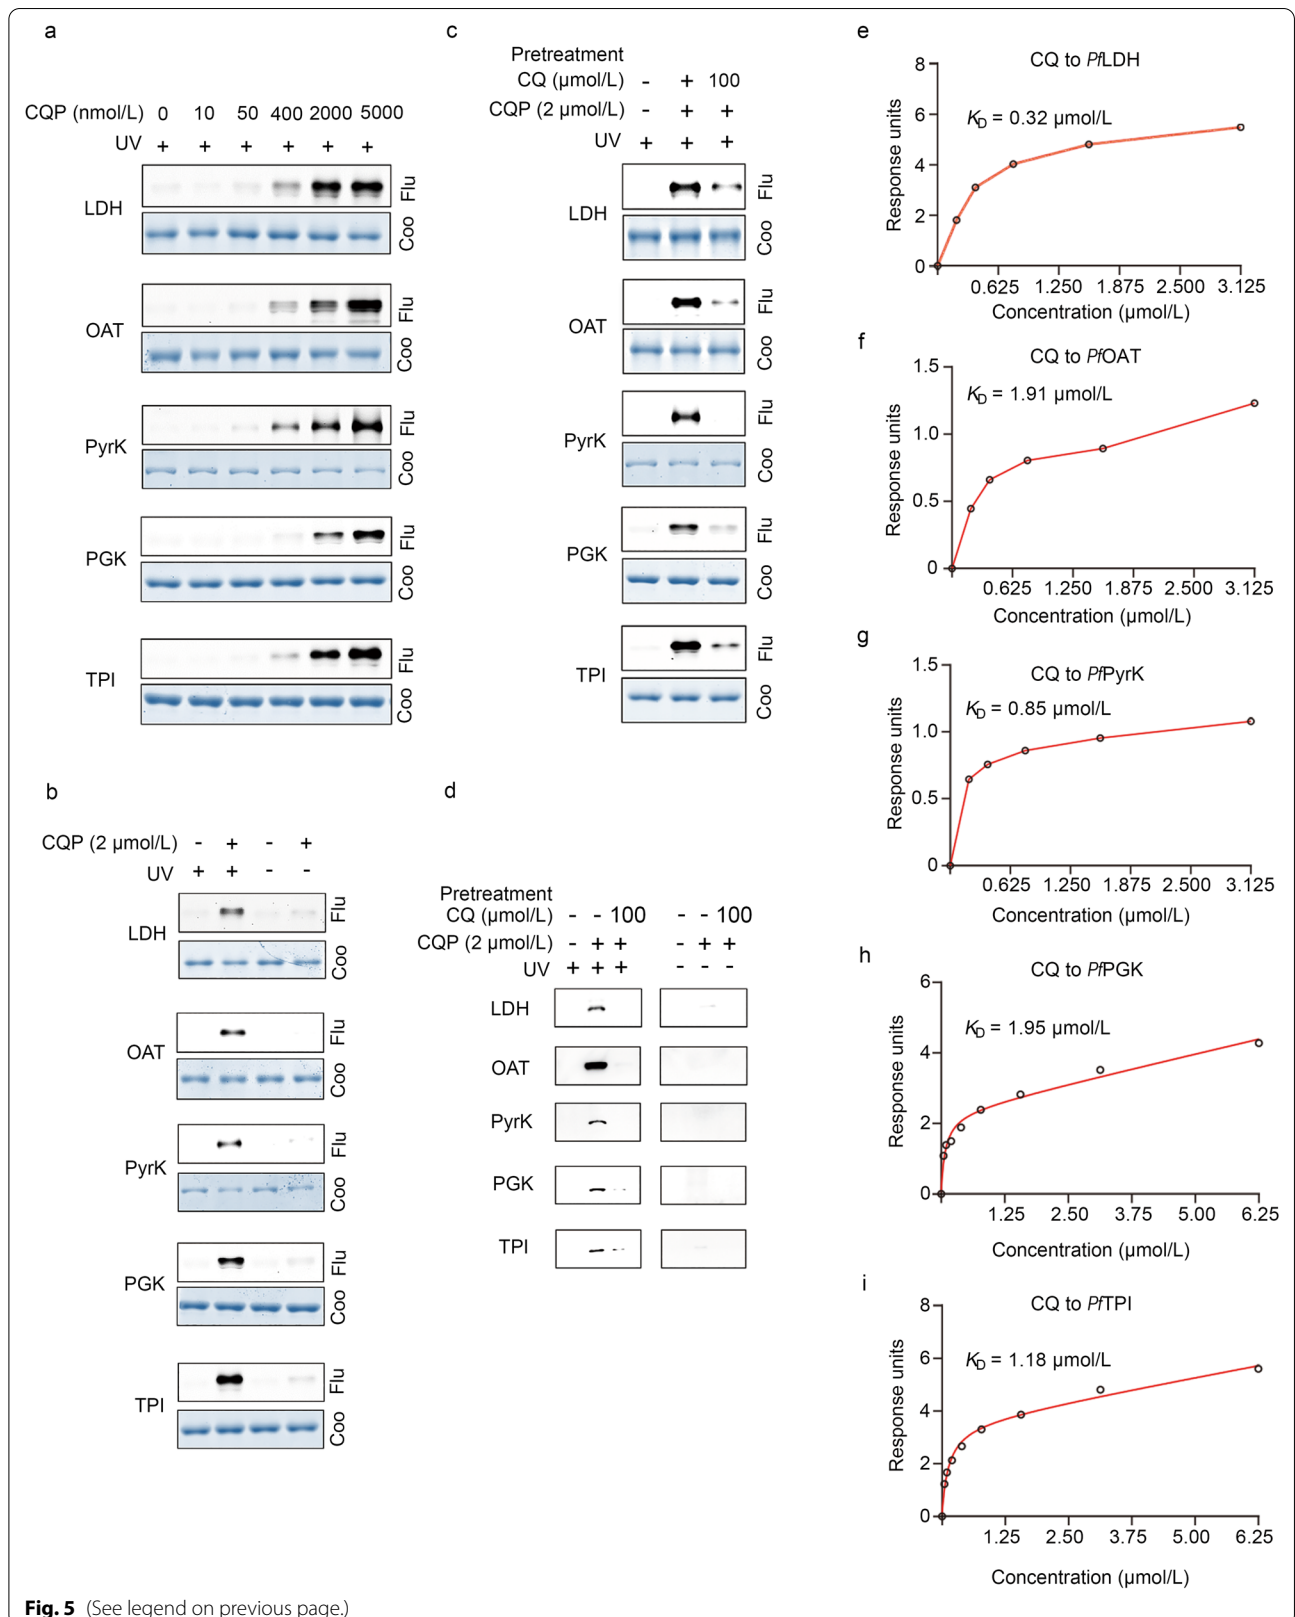 a
CQP (nmol/L) 0 10 50 400 2000 5000
UV + + + + + +
LDH Flu Coo
OAT Flu Coo
PyrK Flu Coo
PGK Flu Coo
TPI Flu Coo
b
CQP (2 µmol/L) - + - +
UV + + - -
LDH Flu Coo
OAT Flu Coo
PyrK Flu Coo
PGK Flu Coo
TPI Flu Coo
c
Pretreatment
CQ (µmol/L) - + 100
CQP (2 µmol/L) - + +
UV + + +
LDH Flu Coo
OAT Flu Coo
PyrK Flu Coo
PGK Flu Coo
TPI Flu Coo
d
Pretreatment
CQ (µmol/L) - - 100 - - 100
CQP (2 µmol/L) - + + - + +
UV + + + - - -
LDH
OAT
PyrK
PGK
TPI
e
CQ to PfLDH
KD = 0.32 µmol/L
Response units
8
6
4
2
0
0.625 1.250 1.875 2.500 3.125
Concentration (µmol/L)
f
CQ to PfOAT
KD = 1.91 µmol/L
Response units
1.5
1.0
0.5
0
0.625 1.250 1.875 2.500 3.125
Concentration (µmol/L)
g
CQ to PfPyrK
KD = 0.85 µmol/L
Response units
1.5
1.0
0.5
0
0.625 1.250 1.875 2.500 3.125
Concentration (µmol/L)
h
CQ to PfPGK
KD = 1.95 µmol/L
Response units
6
4
2
0
1.25 2.50 3.75 5.00 6.25
Concentration (µmol/L)
i
CQ to PfTPI
KD = 1.18 µmol/L
Response units
8
6
4
2
0
1.25 2.50 3.75 5.00 6.25
Concentration (µmol/L)
Fig. 5 (See legend on previous page.)